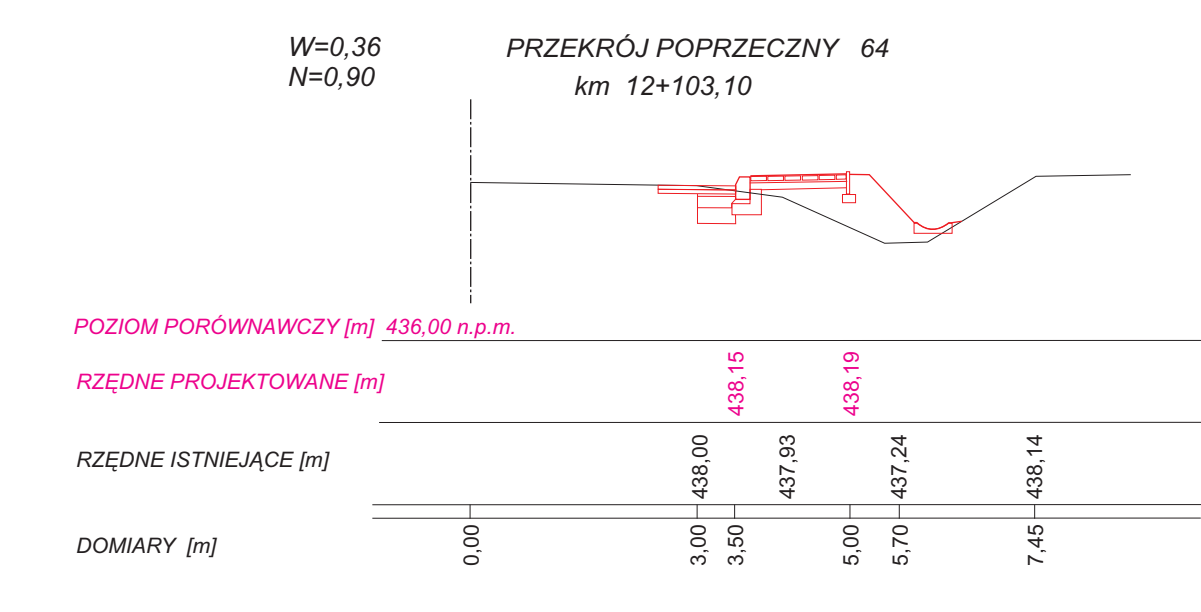 W=0,36
N=0,90
PRZEKRÓJ POPRZECZNY 64
km 12+103,10
POZIOM PORÓWNAWCZY [m] 436,00 n.p.m.
RZĘDNE PROJEKTOWANE [m]
438,15 438,19
RZĘDNE ISTNIEJĄCE [m]
438,00 437,93 437,24 438,14
DOMIARY [m]
0,00 3,00 3,50 5,00 5,70 7,45